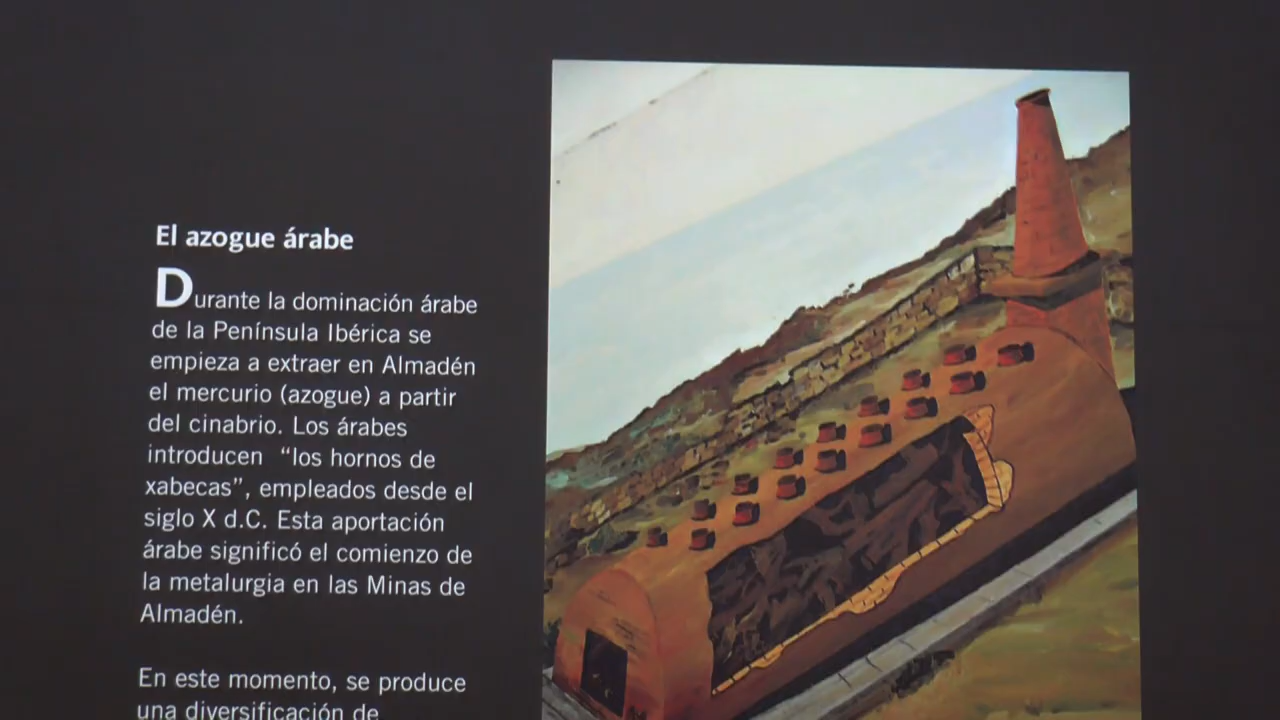 El azogue árabe
Durante la dominación árabe
de la Península Ibérica se
empieza a extraer en Almadén
el mercurio (azogue) a partir
del cinabrio. Los árabes
introducen “los hornos de
xabecas”, empleados desde el
siglo X d.C. Esta aportación
árabe significó el comienzo de
la metalurgia en las Minas de
Almadén.
En este momento, se produce
una diversificación de